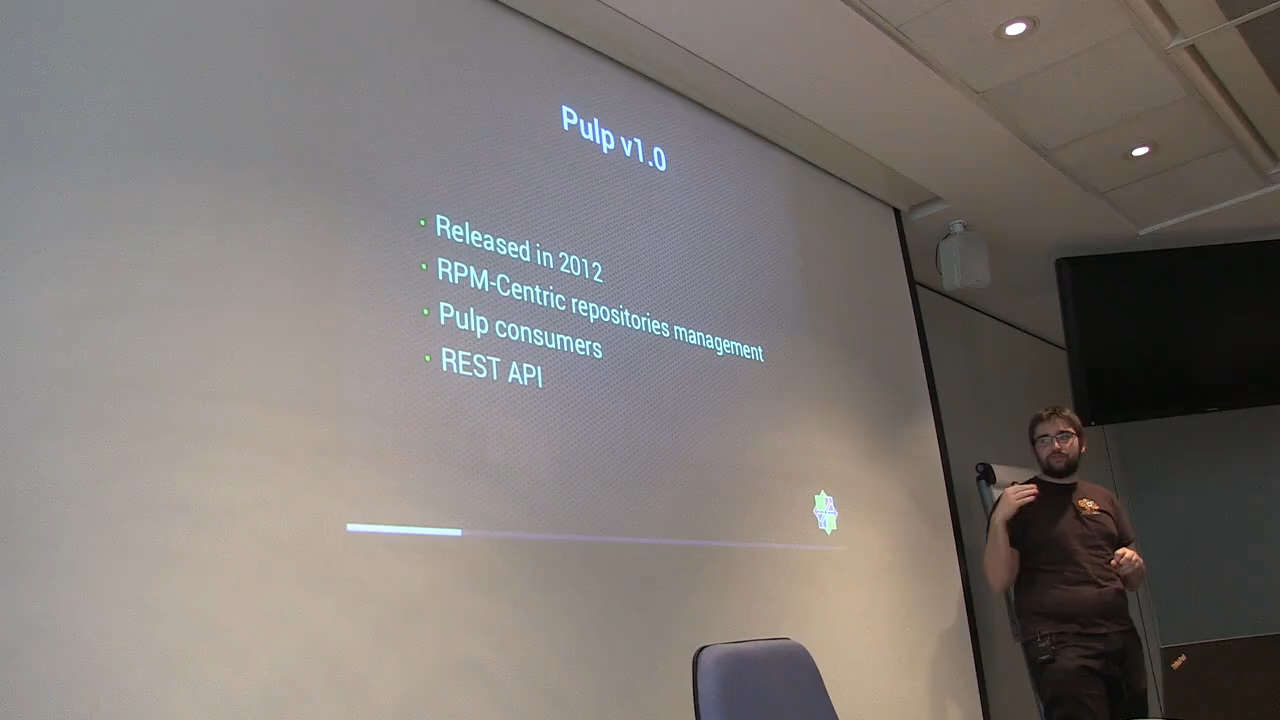 Pulp v1.0
Released in 2012
RPM-Centric repositories management
Pulp consumers
REST API